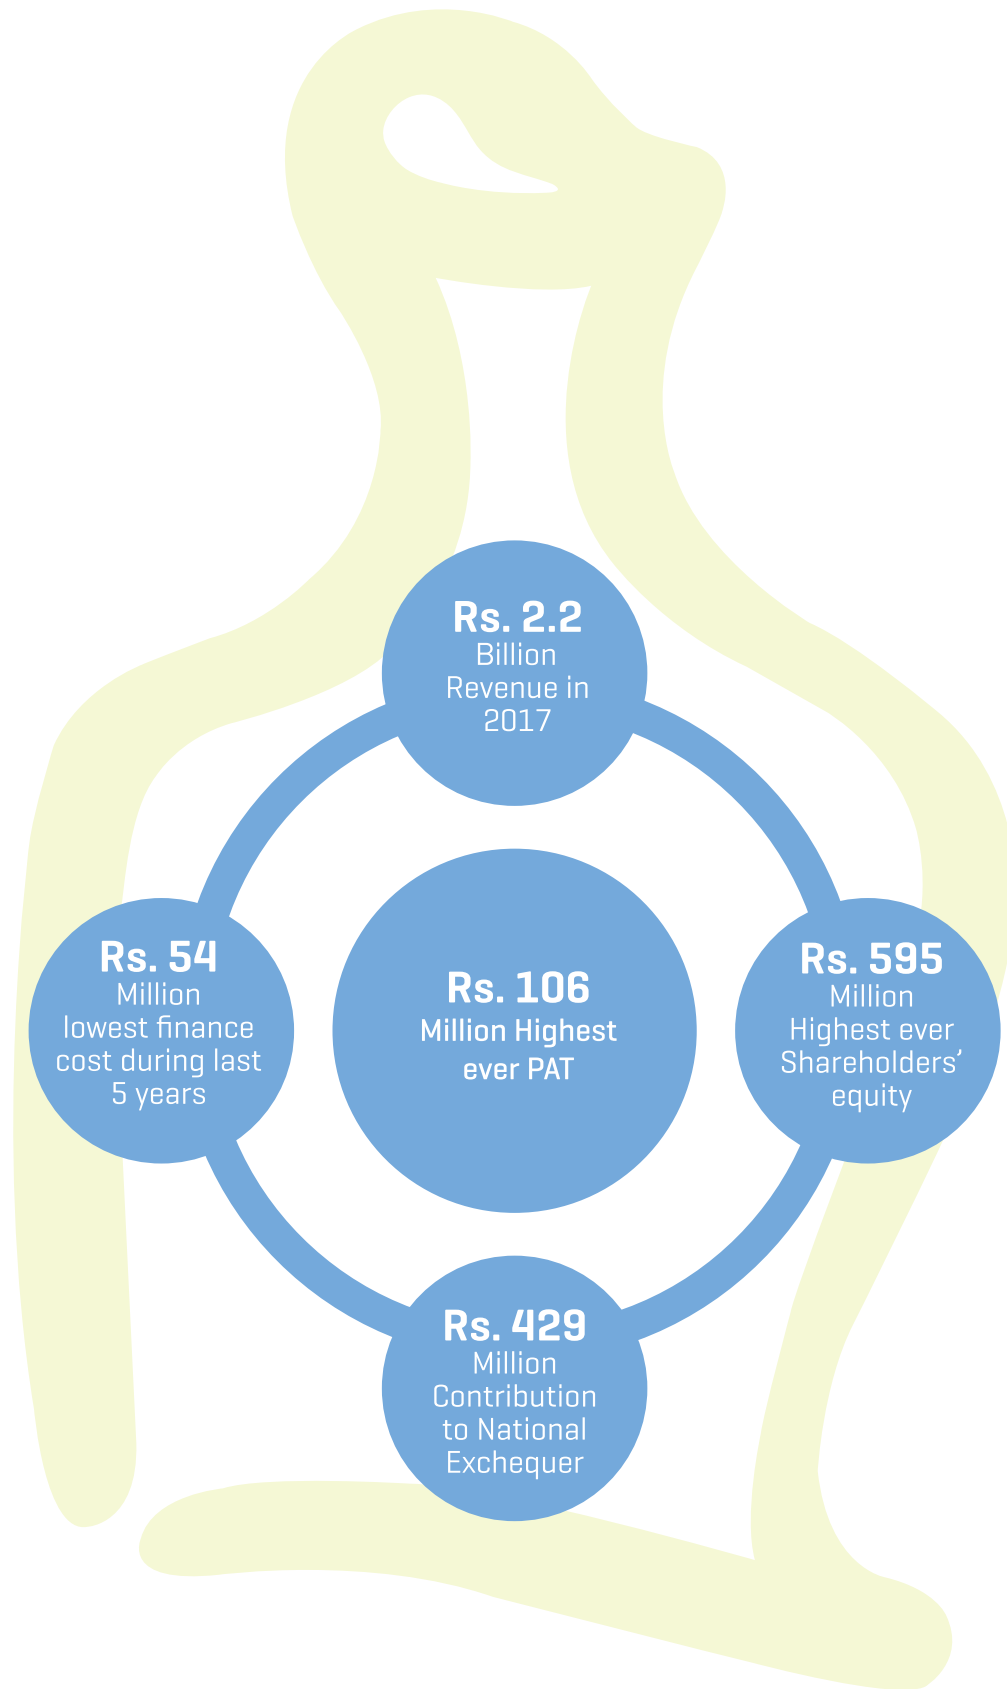 Rs. 2.2
Billion
Revenue in
2017
Rs. 54
Million
lowest finance
cost during last
5 years
Rs. 106
Million Highest
ever PAT
Rs. 595
Million
Highest ever
Shareholders’
equity
Rs. 429
Million
Contribution
to National
Exchequer